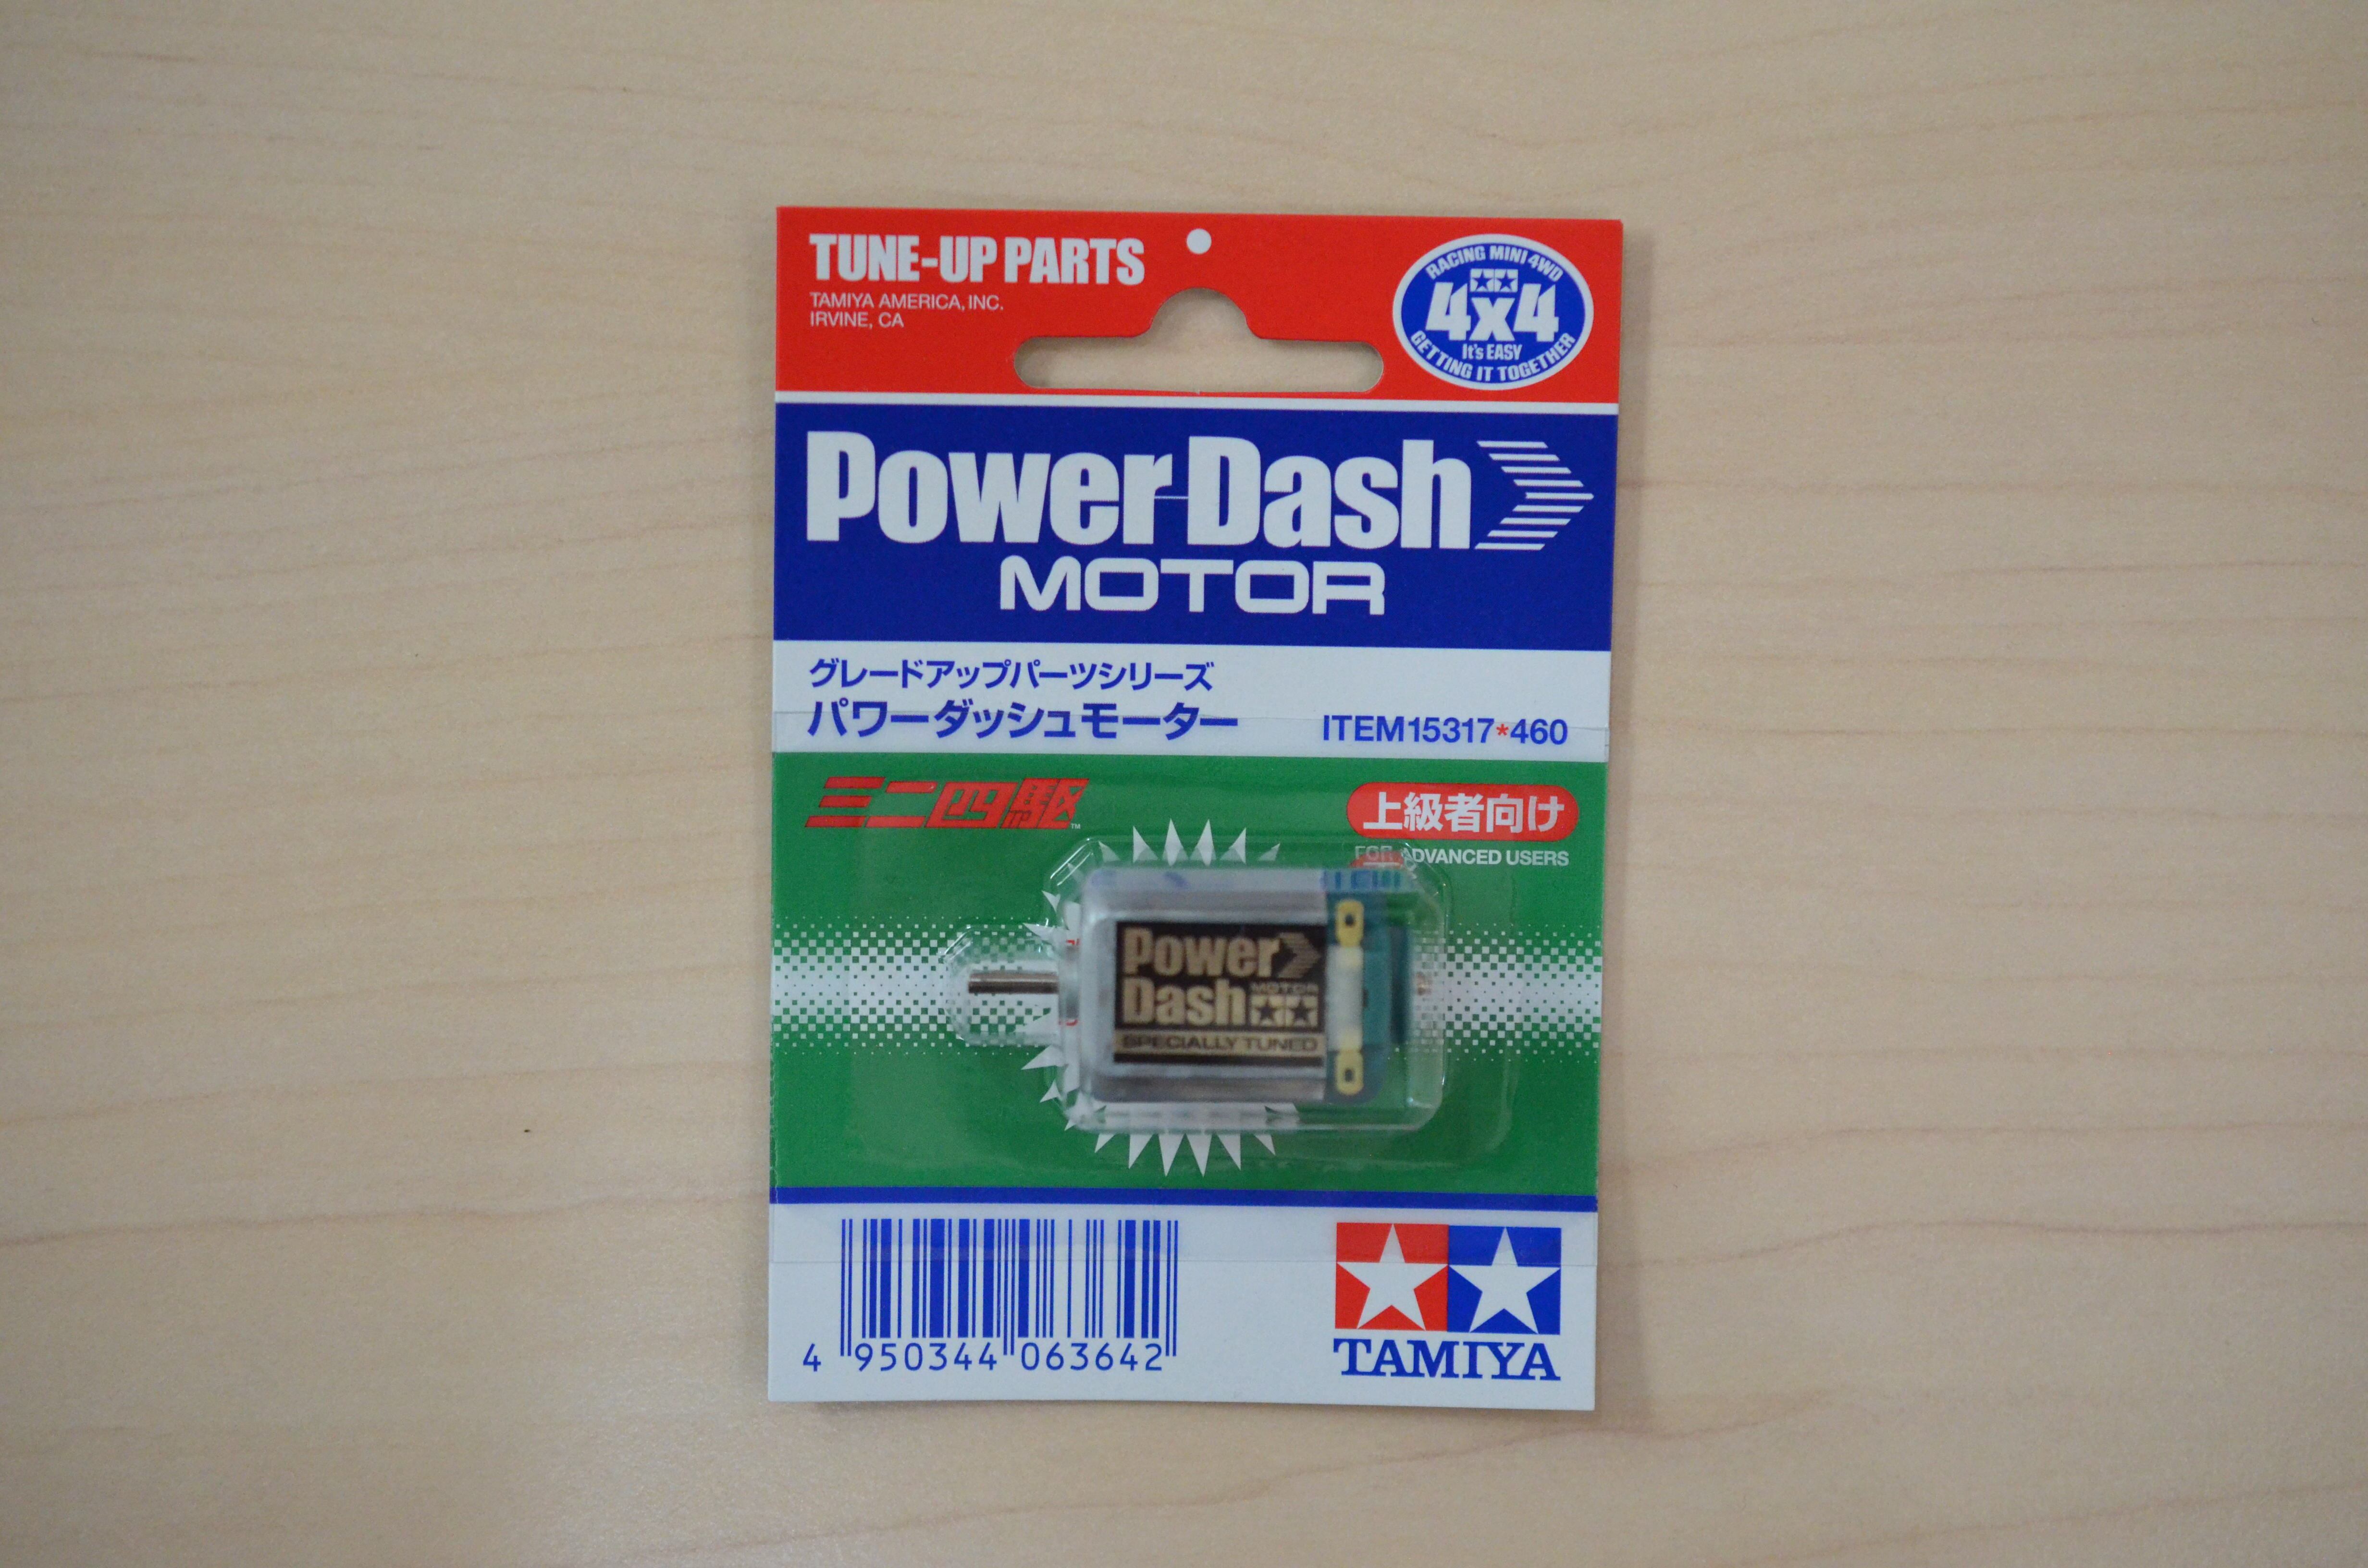 TUNE-UP PARTS
TAMIYA AMERICA, INC.
IRVINE, CA
RACING MINI 4WD
4x4
It's EASY
GETTING IT TOGETHER
Power Dash
MOTOR
グレードアップパーツシリーズ
パワーダッシュモーター
ITEM15317*460
ミニ四駆™
上級者向け
FOR ADVANCED USERS
Power
Dash MOTOR
SPECIALLY TUNED
4 950344 063642
TAMIYA